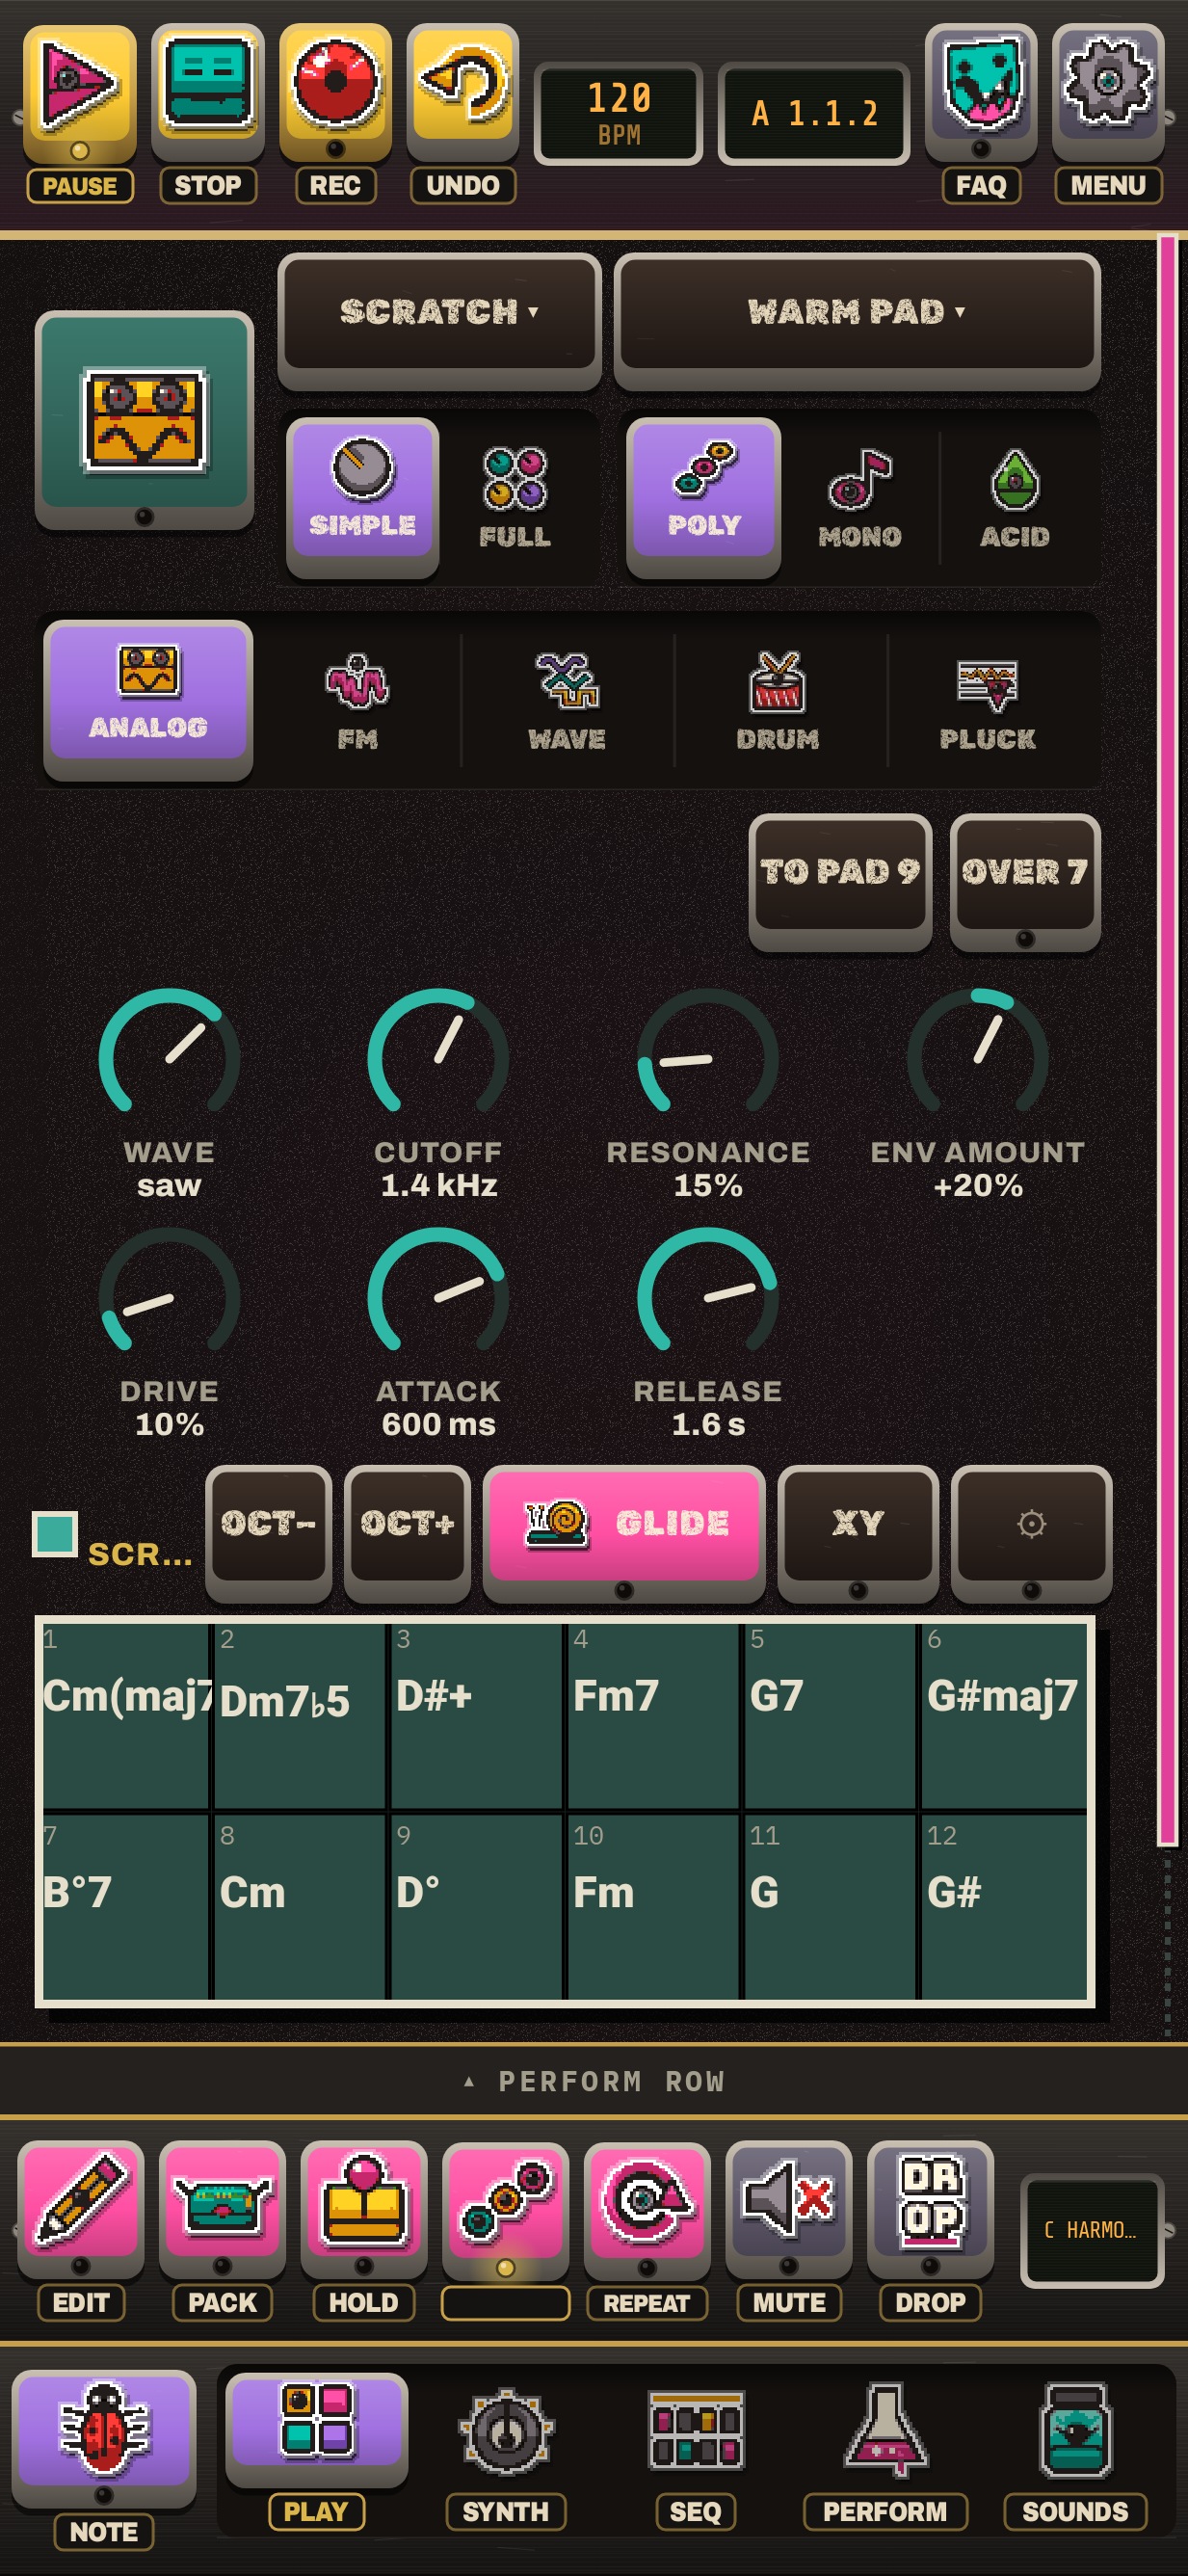 120
BPM
A 1.1.2
PAUSE STOP REC UNDO FAQ MENU
SCRATCH ▾ WARM PAD ▾
SIMPLE FULL POLY MONO ACID
ANALOG FM WAVE DRUM PLUCK
TO PAD 9 OVER 7
WAVE CUTOFF RESONANCE ENV AMOUNT
saw 1.4 kHz 15% +20%
DRIVE ATTACK RELEASE
10% 600 ms 1.6 s
SCR... OCT- OCT+ GLIDE XY
1 2 3 4 5 6
Cm(maj7 Dm7♭5 D#+ Fm7 G7 G#maj7
7 8 9 10 11 12
B°7 Cm D° Fm G G#
▴ PERFORM ROW
DR
OP
C HARMO…
EDIT PACK HOLD REPEAT MUTE DROP
NOTE PLAY SYNTH SEQ PERFORM SOUNDS